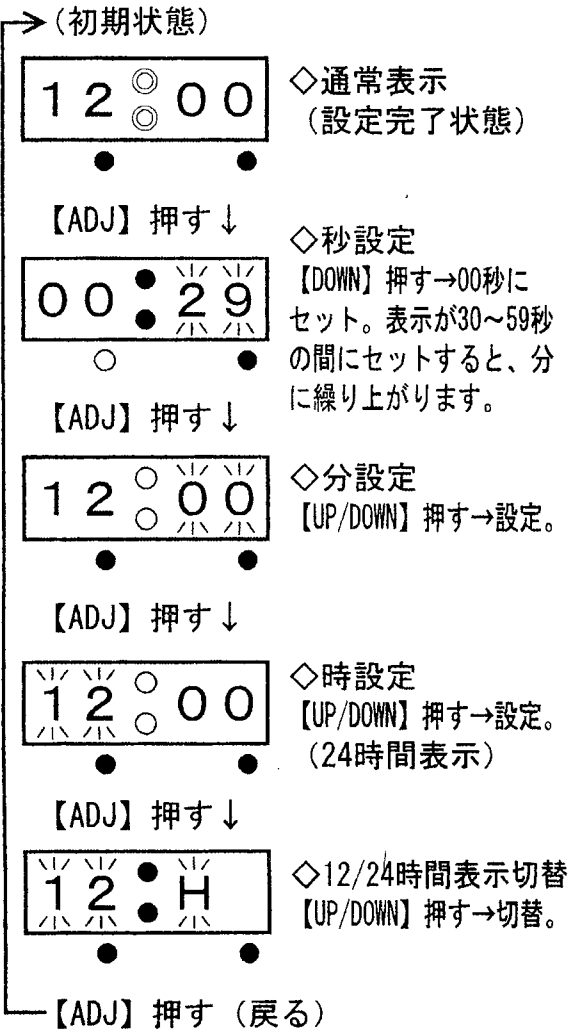 (初期状態)
12:00
◇通常表示
(設定完了状態)
【ADJ】押す↓
◇秒設定
00:29
【DOWN】押す→00秒に
セット。表示が30～59秒
の間にセットすると、分
に繰り上がります。
【ADJ】押す↓
12:00
◇分設定
【UP/DOWN】押す→設定。
【ADJ】押す↓
12:00
◇時設定
【UP/DOWN】押す→設定。
(24時間表示)
【ADJ】押す↓
12:H
◇12/24時間表示切替
【UP/DOWN】押す→切替。
【ADJ】押す(戻る)